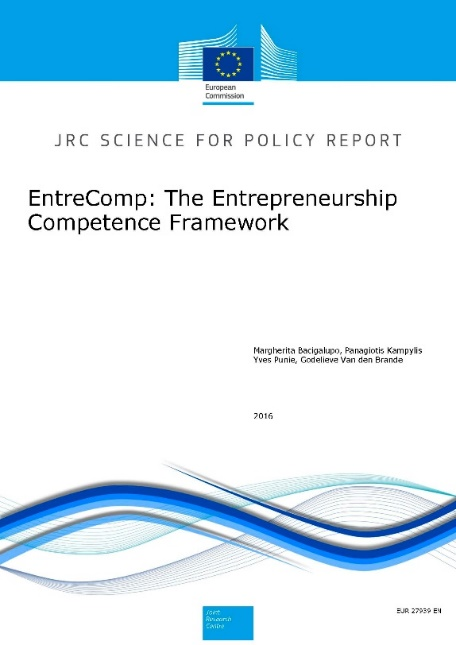 European
Commission
JRC SCIENCE FOR POLICY REPORT
EntreComp: The Entrepreneurship
Competence Framework
Margherita Bacigalupo, Panagiotis Kampylis
Yves Punie, Godelieve Van den Brande
2016
Joint
Research
Centre
EUR 27939 EN